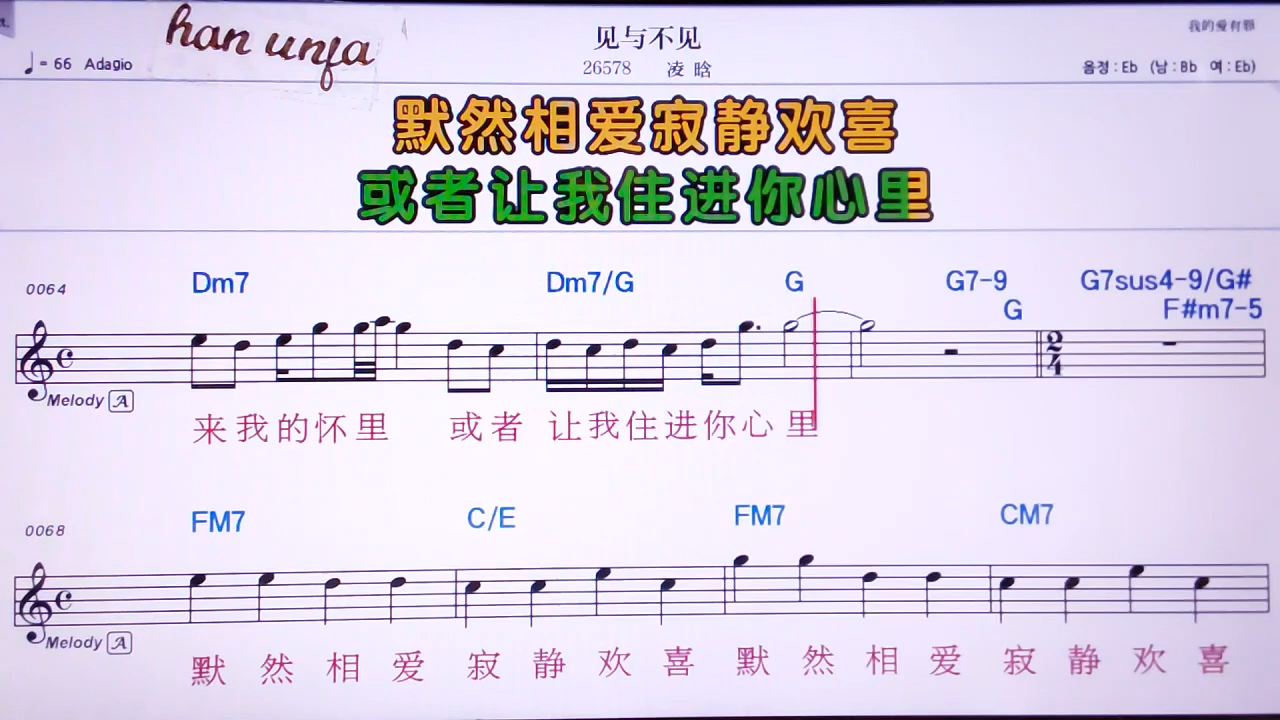 han unfa
见与不见
我的爱有罪
♩= 66 Adagio
26578 凌晗
음정 : Eb (남 : Bb 여 : Eb)
默然相爱寂静欢喜
或者让我住进你心里
0064
Dm7 Dm7/G G G7-9 G7sus4-9/G#
G F#m7-5
2/4
Melody A
来我的怀里 或者 让我住进你心里
0068
FM7 C/E FM7 CM7
Melody A
默然相爱 寂静欢喜 默然相爱 寂静欢喜